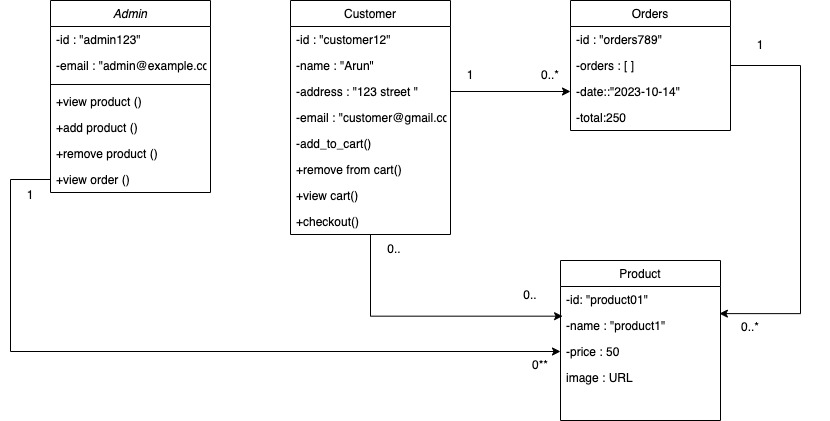 Admin
-id : "admin123"
-email : "admin@example.cc
+view product ()
+add product ()
+remove product ()
+view order ()
1
Customer
-id : "customer12"
-name : "Arun"
-address : "123 street "
-email : "customer@gmail.cc
-add_to_cart()
+remove from cart()
+view cart()
+checkout()
1
0..*
Orders
-id : "orders789"
-orders : [ ]
-date::"2023-10-14"
-total:250
1
0..
0..
Product
-id: "product01"
-name : "product1"
-price : 50
image : URL
0..*
0**